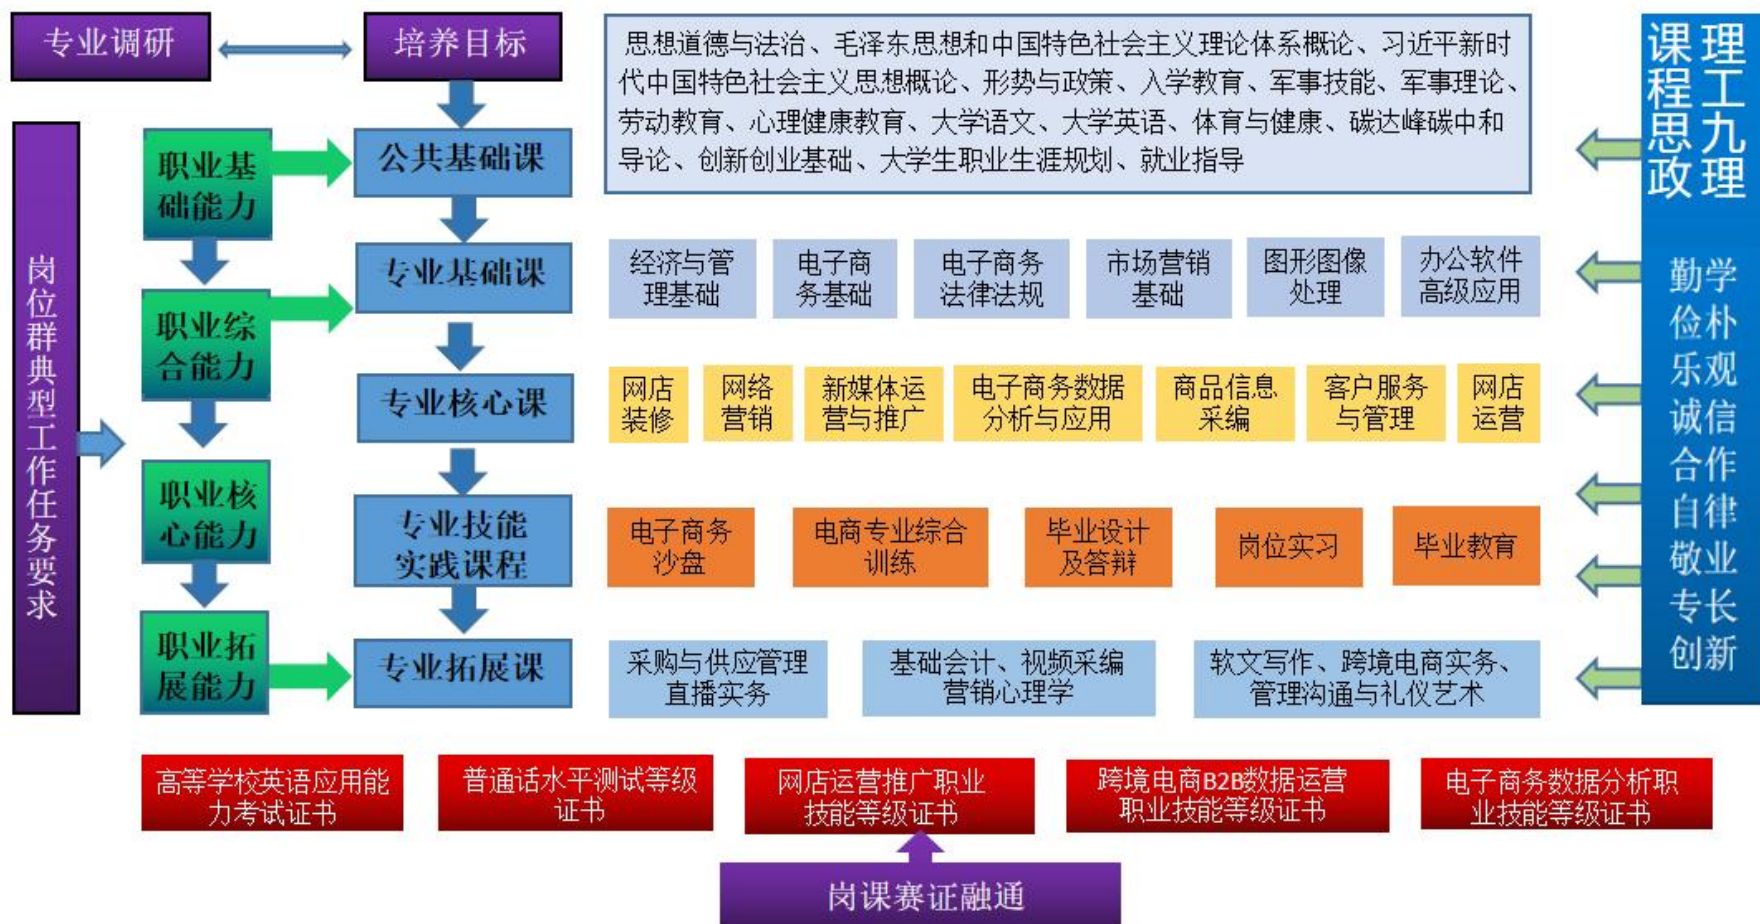 专业调研
培养目标
思想道德与法治、毛泽东思想和中国特色社会主义理论体系概论、习近平新时
代中国特色社会主义思想概论、形势与政策、入学教育、军事技能、军事理论、
劳动教育、心理健康教育、大学语文、大学英语、体育与健康、碳达峰碳中和
导论、创新创业基础、大学生职业生涯规划、就业指导
岗位群典型工作任务要求
职业基
础能力
公共基础课
职业综
合能力
专业基础课
经济与管
理基础
电子商
务基础
电子商务
法律法规
市场营销
基础
图形图像
处理
办公软件
高级应用
专业核心课
网店
装修
网络
营销
新媒体运
营与推广
电子商务数据
分析与应用
商品信息
采编
客户服务
与管理
网店
运营
职业核
心能力
专业技能
实践课程
电子商务
沙盘
电商专业综合
训练
毕业设计
及答辩
岗位实习
毕业教育
职业拓
展能力
专业拓展课
采购与供应管理
直播实务
基础会计、视频采编
营销心理学
软文写作、跨境电商实务、
管理沟通与礼仪艺术
理工九理
课程思政
勤学
俭朴
乐观
诚信
合作
自律
敬业
专长
创新
高等学校英语应用能
力考试证书
普通话水平测试等级
证书
网店运营推广职业
技能等级证书
跨境电商B2B数据运营
职业技能等级证书
电子商务数据分析职
业技能等级证书
岗课赛证融通